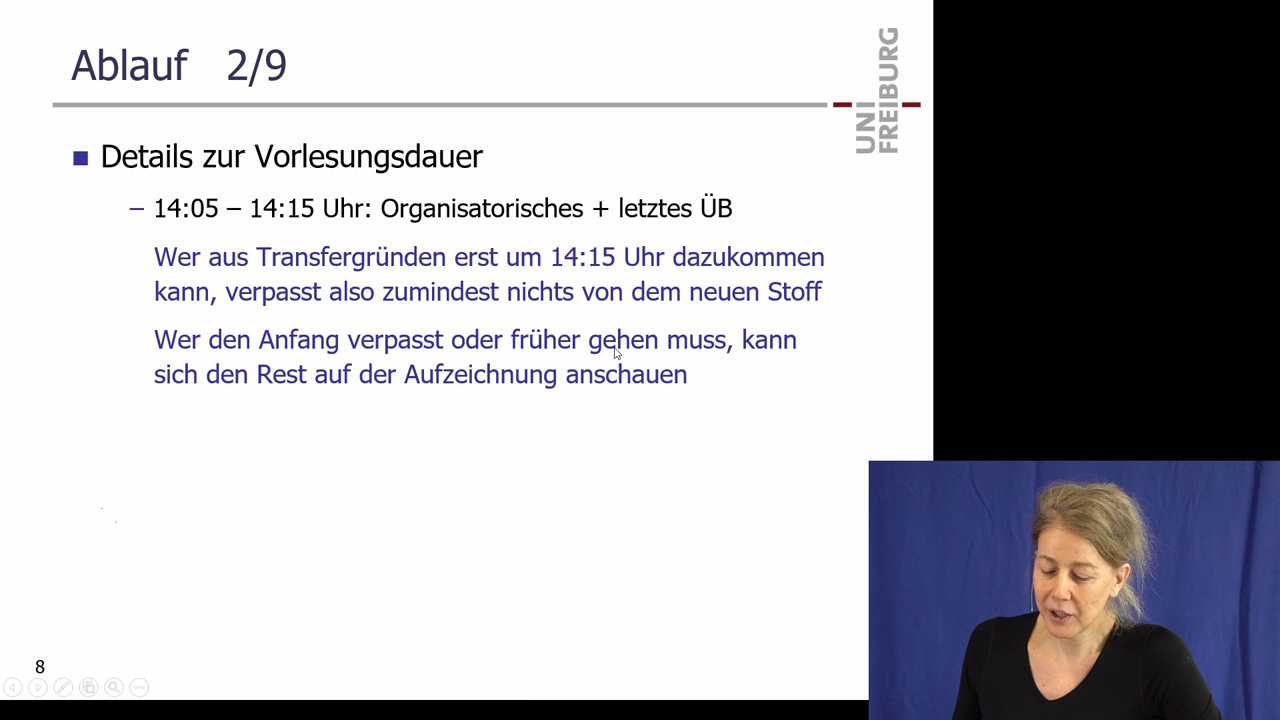 Ablauf 2/9
UNI
FREIBURG
Details zur Vorlesungsdauer
– 14:05 – 14:15 Uhr: Organisatorisches + letztes ÜB
Wer aus Transfergründen erst um 14:15 Uhr dazukommen
kann, verpasst also zumindest nichts von dem neuen Stoff
Wer den Anfang verpasst oder früher gehen muss, kann
sich den Rest auf der Aufzeichnung anschauen
8